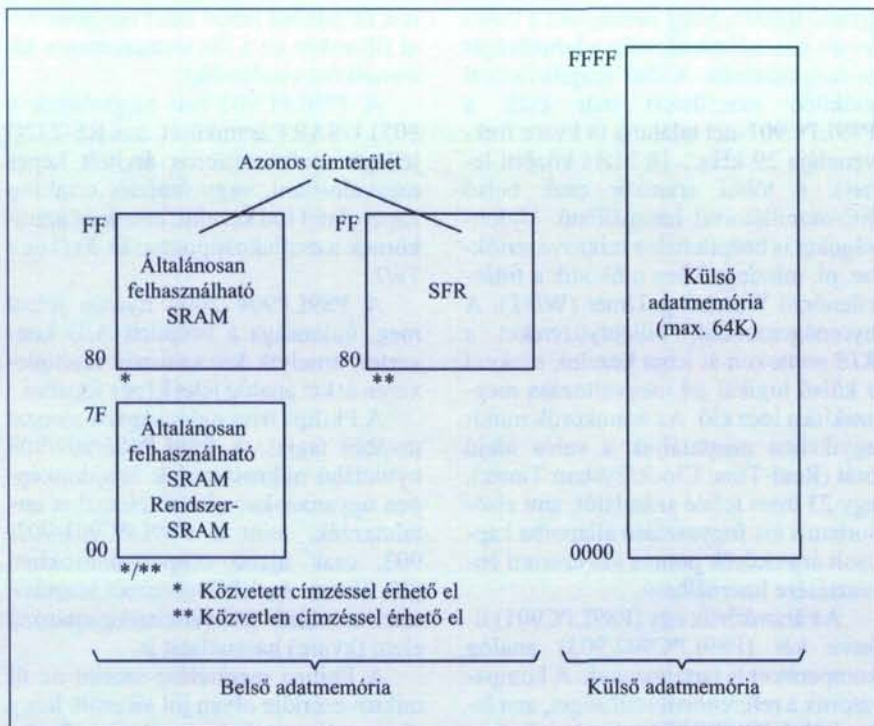 FFFF
Azonos címterület
FF
FF
Általánosan
felhasználható
SRAM
SFR
Külső
adatmemória
(max. 64K)
80
80
*
**
7F
Általánosan
felhasználható
SRAM
Rendszer-
SRAM
00
0000
*/**
* Közvetett címzéssel érhető el
** Közvetlen címzéssel érhető el
Belső adatmemória
Külső adatmemória